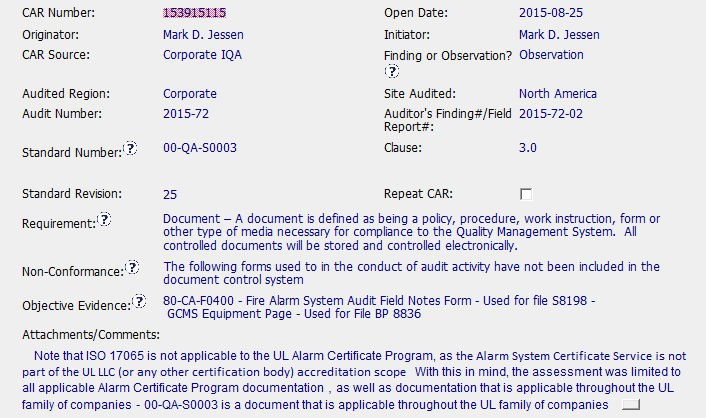 CAR Number: 153915115 Open Date: 2015-08-25
Originator: Mark D. Jessen Initiator: Mark D. Jessen
CAR Source: Corporate IQA Finding or Observation? Observation
?
Audited Region: Corporate Site Audited: North America
Audit Number: 2015-72 Auditor's Finding#/Field 2015-72-02
Report#:
Standard Number: ? 00-QA-S0003 Clause: 3.0
Standard Revision: 25 Repeat CAR:
Requirement: ? Document – A document is defined as being a policy, procedure, work instruction, form or
other type of media necessary for compliance to the Quality Management System. All
controlled documents will be stored and controlled electronically.
Non-Conformance: ? The following forms used to in the conduct of audit activity have not been included in the
document control system
Objective Evidence: ? 80-CA-F0400 - Fire Alarm System Audit Field Notes Form - Used for file S8198 -
GCMS Equipment Page - Used for File BP 8836
Attachments/Comments:
Note that ISO 17065 is not applicable to the UL Alarm Certificate Program, as the Alarm System Certificate Service is not
part of the UL LLC (or any other certification body) accreditation scope With this in mind, the assessment was limited to
all applicable Alarm Certificate Program documentation , as well as documentation that is applicable throughout the UL
family of companies - 00-QA-S0003 is a document that is applicable throughout the UL family of companies